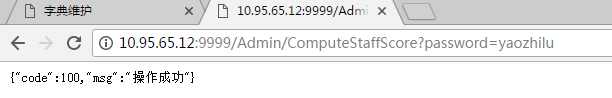 字典维护
10.95.65.12:9999/Admi
10.95.65.12:9999/Admin/ComputeStaffScore?password=yaozhilu
{"code":100,"msg":"操作成功"}